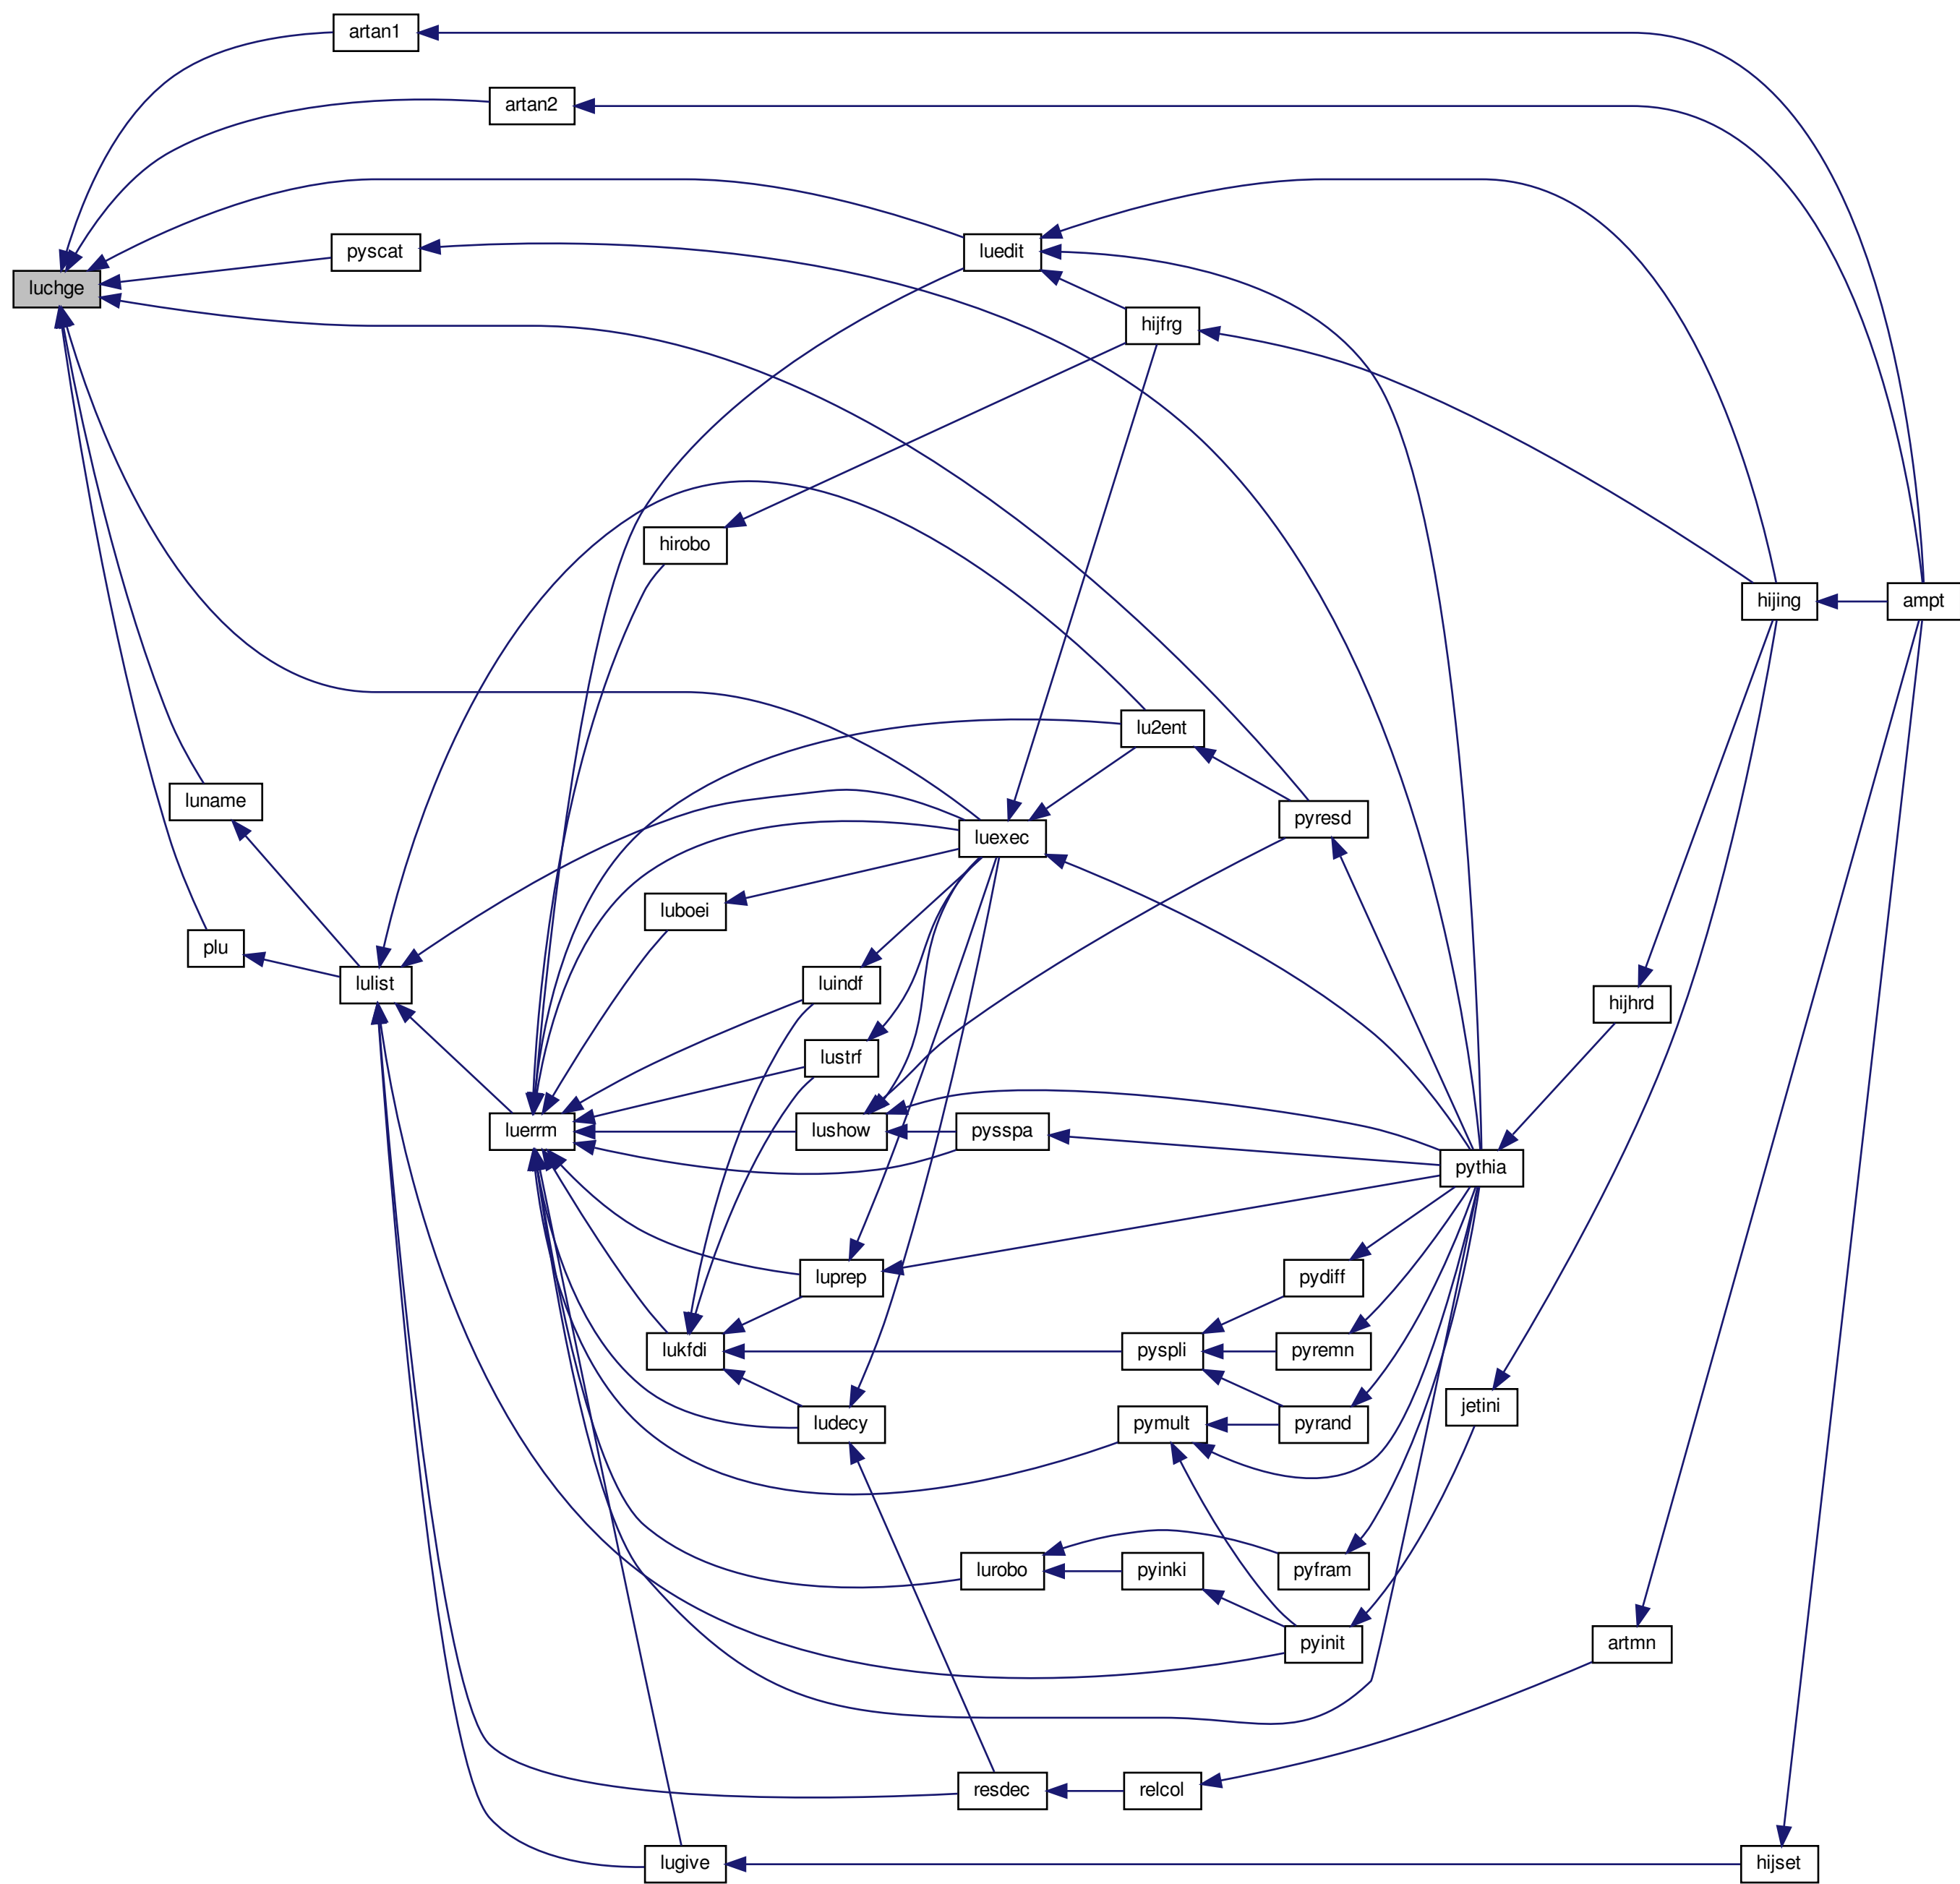 artan1
artan2
luchge
pyscat
luedit
hijfrg
hirobo
hijing
ampt
lu2ent
luname
pyresd
luexec
luboei
plu
lulist
luindf
hijhrd
lustrf
luerrm
lushow
pysspa
pythia
luprep
pydiff
lukfdi
pyspli
pyremn
jetini
ludecy
pymult
pyrand
lurobo
pyinki
pyfram
pyinit
artmn
resdec
relcol
lugive
hijset